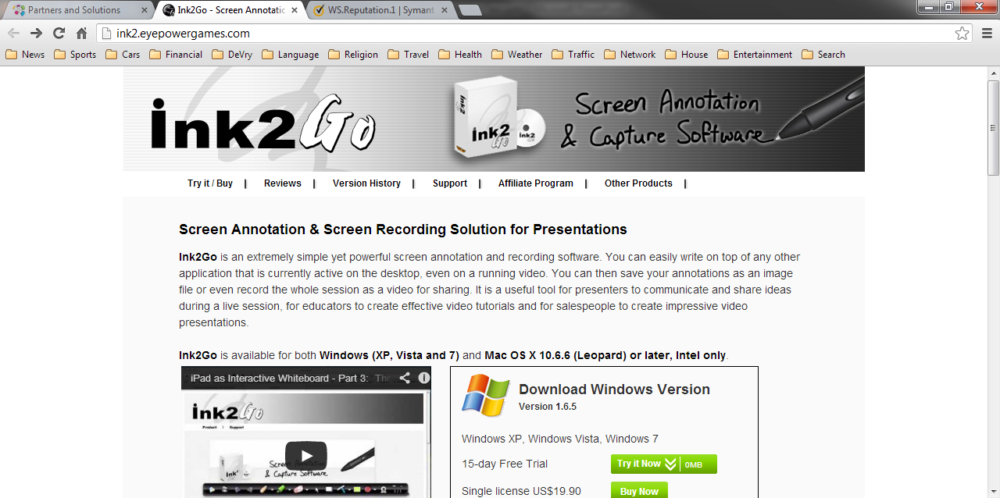 Partners and Solutions
Ink2Go - Screen Annotatic
WS.Reputation.1 | Symant
ink2.eyepowergames.com
News Sports Cars Financial DeVry Language Religion Travel Health Weather Traffic Network House Entertainment Search
ink2Go
ink2
ink2
Go
ink2
Screen Annotation
& Capture Software
Try it / Buy | Reviews | Version History | Support | Affiliate Program | Other Products |
Screen Annotation & Screen Recording Solution for Presentations
Ink2Go is an extremely simple yet powerful screen annotation and recording software. You can easily write on top of any other
application that is currently active on the desktop, even on a running video. You can then save your annotations as an image
file or even record the whole session as a video for sharing. It is a useful tool for presenters to communicate and share ideas
during a live session, for educators to create effective video tutorials and for salespeople to create impressive video
presentations.
Ink2Go is available for both Windows (XP, Vista and 7) and Mac OS X 10.6.6 (Leopard) or later, Intel only.
iPad as Interactive Whiteboard - Part 3: The
ink2Go
Product | Support
ink2
Screen Annotation
& Capture Software
Download Windows Version
Version 1.6.5
Windows XP, Windows Vista, Windows 7
15-day Free Trial
Try it Now 0MB
Single license US$19.90
Buy Now